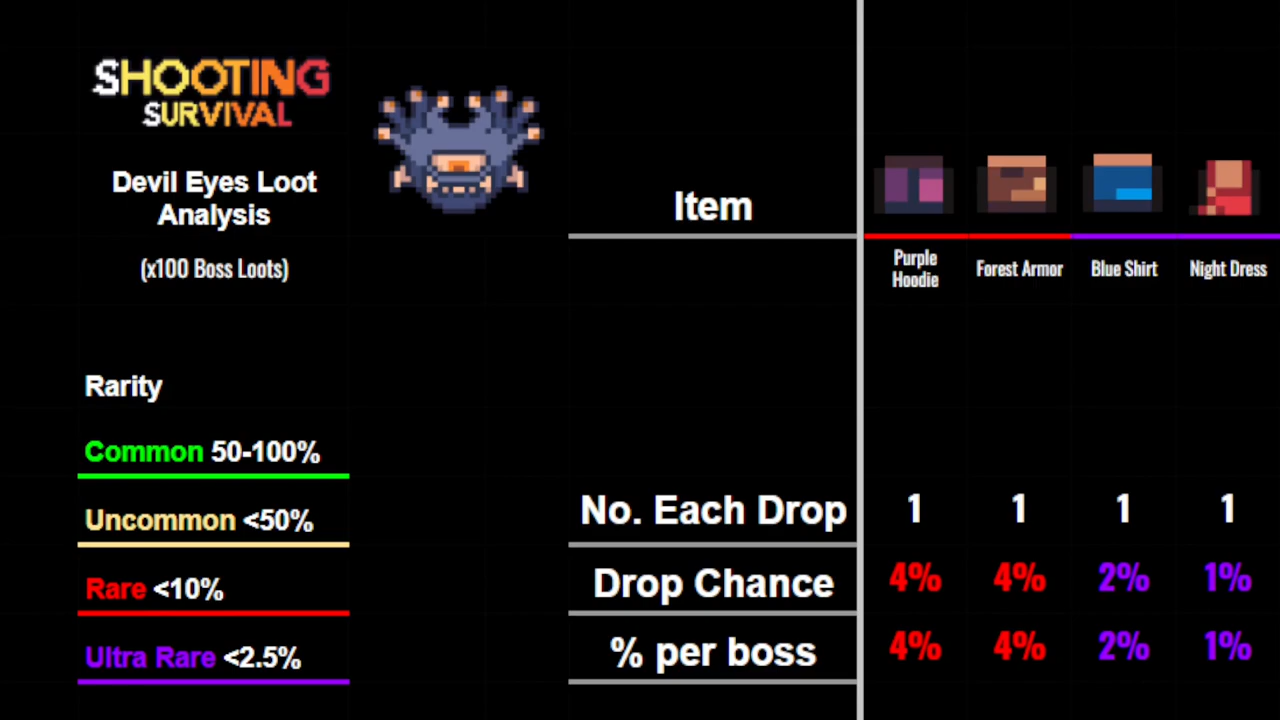 SHOOTING
SURVIVAL
Devil Eyes Loot
Analysis
(x100 Boss Loots)
Rarity
Common 50-100%
Uncommon <50%
Rare <10%
Ultra Rare <2.5%
Item
Purple
Hoodie
Forest Armor
Blue Shirt
Night Dress
No. Each Drop 1 1 1 1
Drop Chance 4% 4% 2% 1%
% per boss 4% 4% 2% 1%